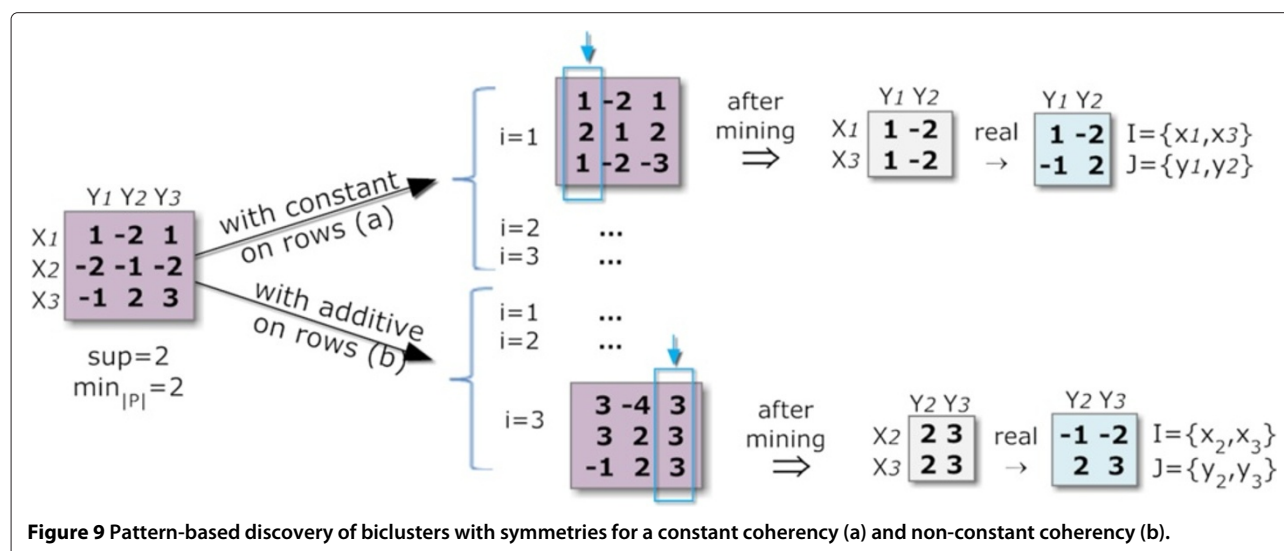 Y1 Y2 Y3
X1 1 -2 1
X2 -2 -1 -2
X3 -1 2 3
sup=2
min|P|=2
with constant
on rows (a)
with additive
on rows (b)
i=1
1 -2 1
2 1 2
1 -2 -3
i=2 ...
i=3 ...
after
mining
⇒
Y1 Y2
X1 1 -2
X3 1 -2
real
→
Y1 Y2
1 -2
-1 2
I={x1,x3}
J={y1,y2}
i=1 ...
i=2 ...
i=3
3 -4 3
3 2 3
-1 2 3
after
mining
⇒
Y2 Y3
X2 2 3
X3 2 3
real
→
Y2 Y3
-1 -2
2 3
I={x2,x3}
J={y2,y3}
Figure 9 Pattern-based discovery of biclusters with symmetries for a constant coherency (a) and non-constant coherency (b).